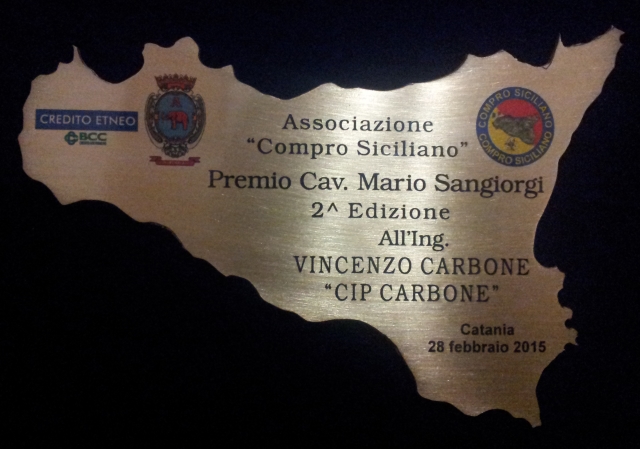 CREDITO ETNEO
BCC
COMPRO SICILIANO
COMPRO SICILIANO
Associazione
“Compro Siciliano”
Premio Cav. Mario Sangiorgi
2^ Edizione
All'Ing.
VINCENZO CARBONE
“CIP CARBONE”
Catania
28 febbraio 2015